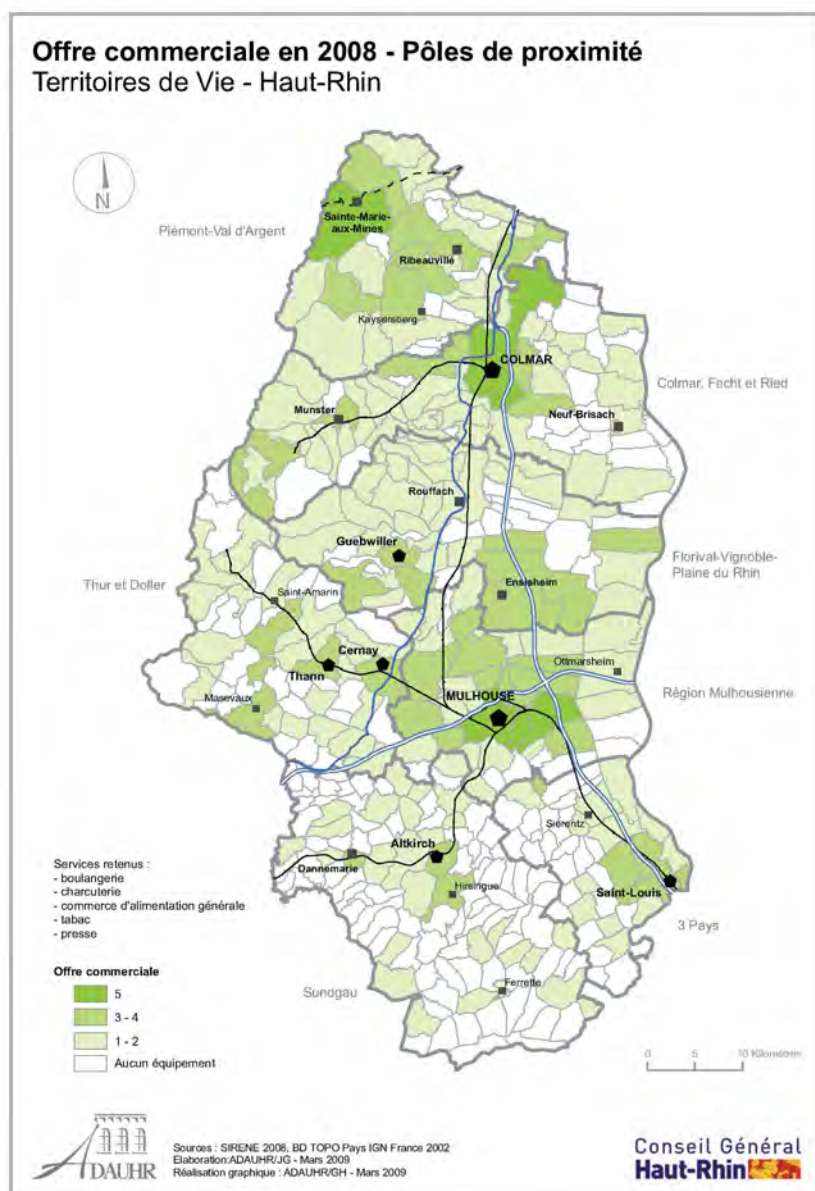 Offre commerciale en 2008 - Pôles de proximité
Territoires de Vie - Haut-Rhin
N
Piémont-Val d'Argent
Sainte-Marie-
aux-Mines
Ribeauvillé
Kaysersberg
COLMAR
Colmar, Fecht et Ried
Munster
Neuf-Brisach
Rouffach
Guebwiller
Florival-Vignoble-
Plaine du Rhin
Ensisheim
Thur et Doller
Saint-Amarin
Cernay
Thann
Ottmarsheim
Masevaux
MULHOUSE
Région Mulhousienne
Sierentz
Altkirch
Dannemarie
Hirsingue
Saint-Louis
3 Pays
Sundgau
Ferrette
Services retenus :
- boulangerie
- charcuterie
- commerce d'alimentation générale
- tabac
- presse
Offre commerciale
5
3 - 4
1 - 2
Aucun équipement
0 5 10 Kilomètres
ADAUHR
Sources : SIRENE 2008, BD TOPO Pays IGN France 2002
Elaboration:ADAUHR/JG - Mars 2009
Réalisation graphique : ADAUHR/GH - Mars 2009
Conseil Général
Haut-Rhin